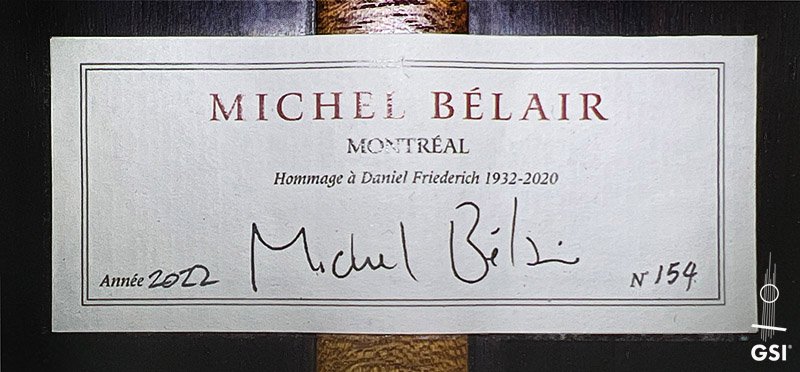 MICHEL BÉLAIR
MONTRÉAL
Hommage à Daniel Friederich 1932-2020
Michel Bélair
Année 2022 N° 154
GSI®